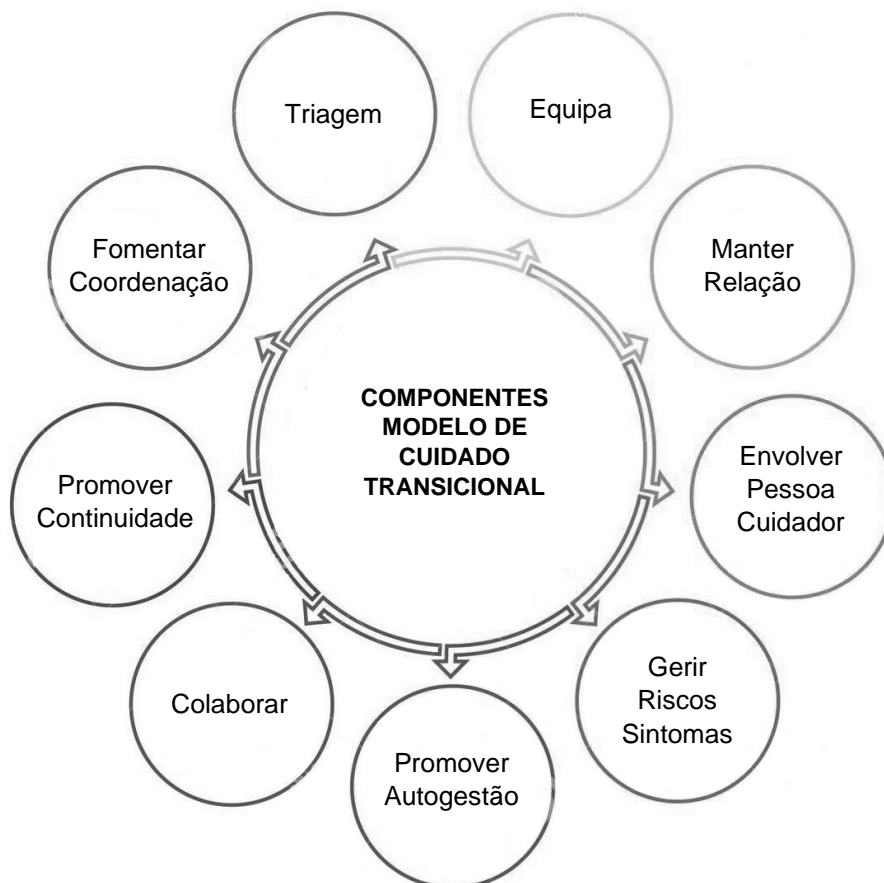 Triagem
Equipa
Fomentar
Coordenação
Manter
Relação
COMPONENTES
MODELO DE
CUIDADO
TRANSICIONAL
Promover
Continuidade
Envolver
Pessoa
Cuidador
Colaborar
Gerir
Riscos
Sintomas
Promover
Autogestão